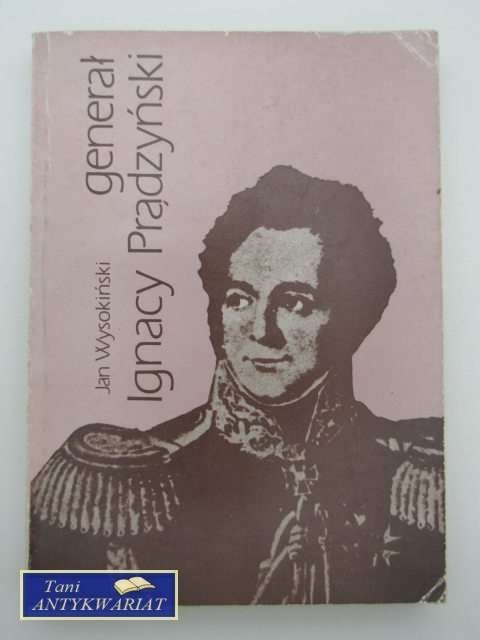 Jan Wysokiński
generał
Ignacy Prądzyński
Tani
ANTYKWARIAT